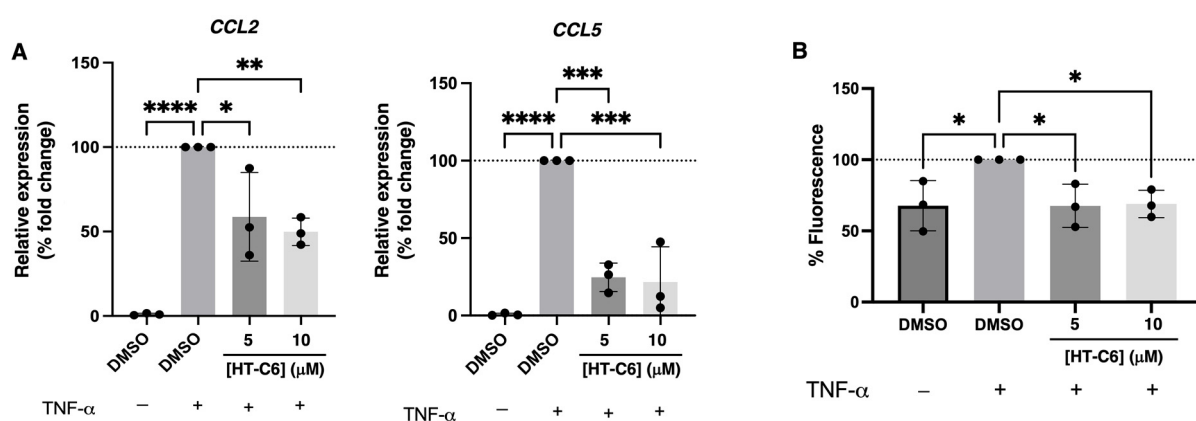 CCL2
CCL5
A
B
Relative expression
(% fold change)
150
100
50
0
****
*
**
DMSO
DMSO
5
10
[HT-C6] (μM)
TNF-α
–
+
+
+
Relative expression
(% fold change)
150
100
50
0
****
***
***
DMSO
DMSO
5
10
[HT-C6] (μM)
TNF-α
–
+
+
+
% Fluorescence
150
100
50
0
*
*
*
DMSO
DMSO
5
10
[HT-C6] (μM)
TNF-α
–
+
+
+